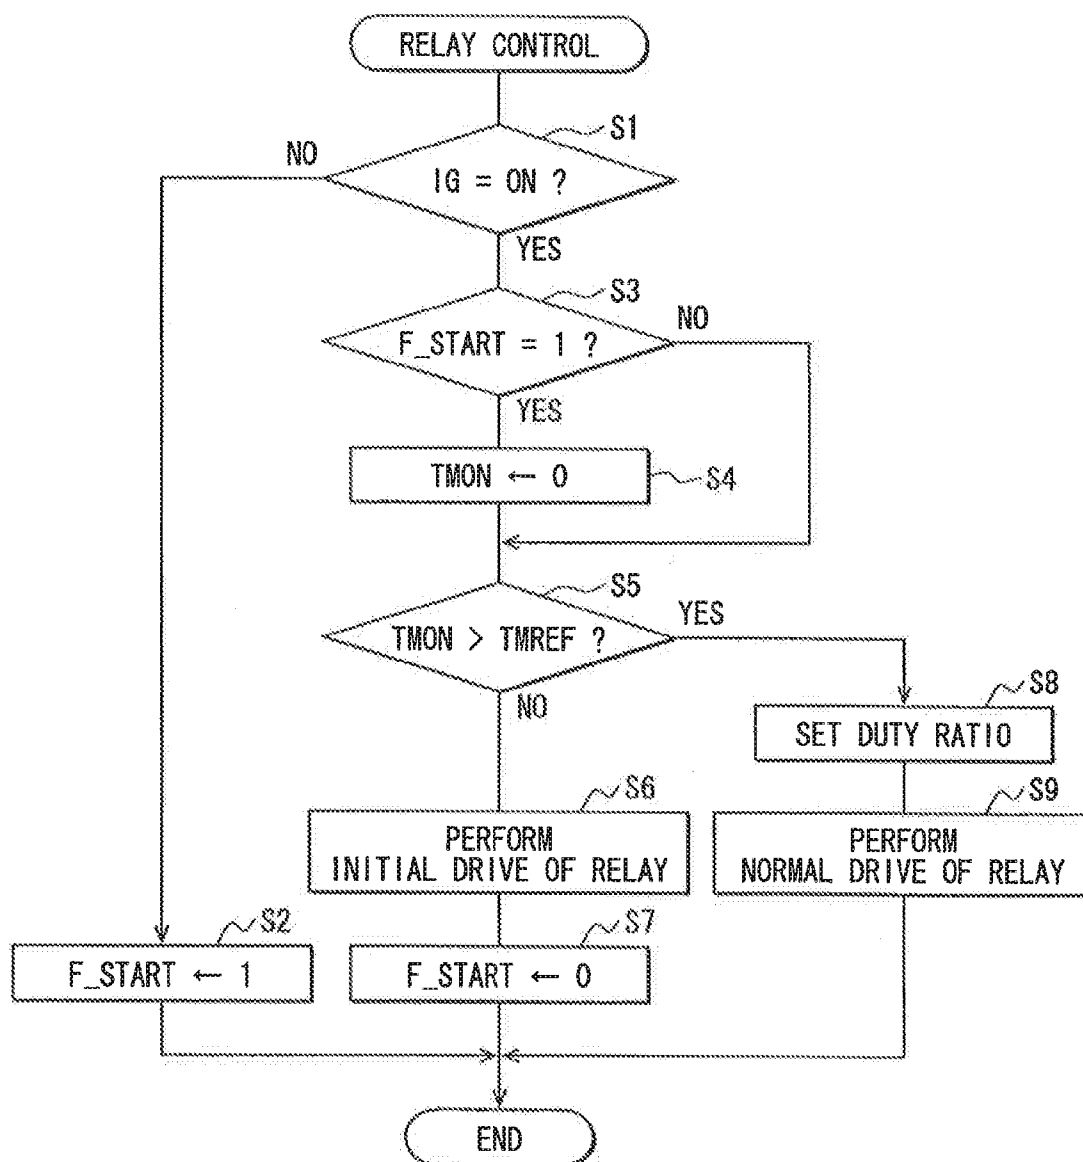 RELAY CONTROL
S1
NO
IG = ON ?
YES
S3
NO
F_START = 1 ?
YES
TMON ← 0
S4
S5
YES
TMON > TMREF ?
NO
S8
SET DUTY RATIO
S6
S9
PERFORM
INITIAL DRIVE OF RELAY
PERFORM
NORMAL DRIVE OF RELAY
S2
S7
F_START ← 1
F_START ← 0
END